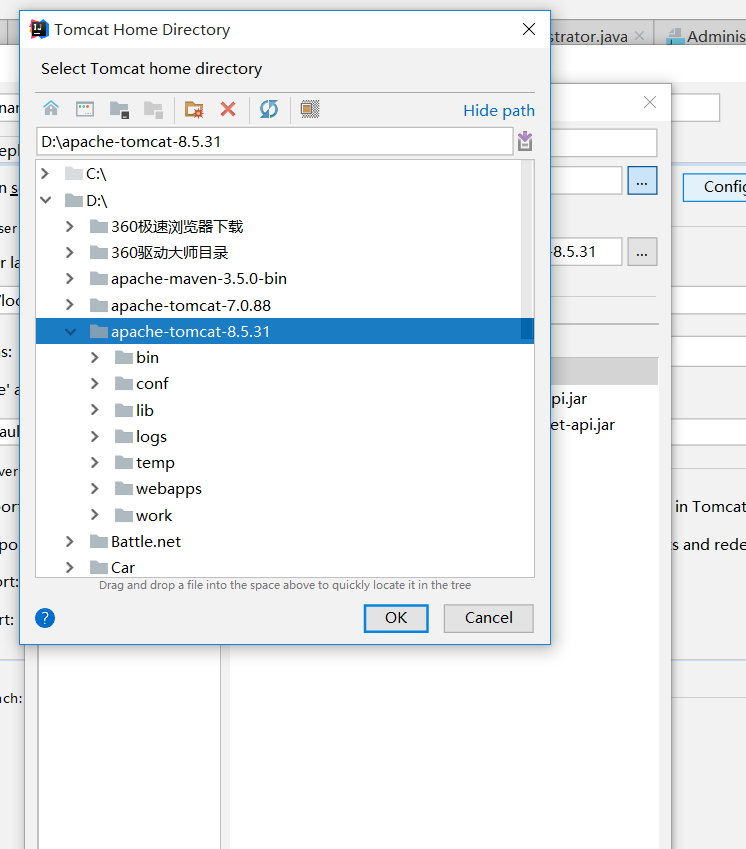 Tomcat Home Directory
strator.java
Adminis
Select Tomcat home directory
Hide path
D:\apache-tomcat-8.5.31
C:\
D:\
...
Config
360极速浏览器下载
360驱动大师目录
8.5.31
...
apache-maven-3.5.0-bin
apache-tomcat-7.0.88
apache-tomcat-8.5.31
bin
conf
pi.jar
lib
et-api.jar
logs
temp
webapps
work
in Tomcat
Battle.net
s and rede
Car
Drag and drop a file into the space above to quickly locate it in the tree
?
OK
Cancel
ort:
rt:
ach: